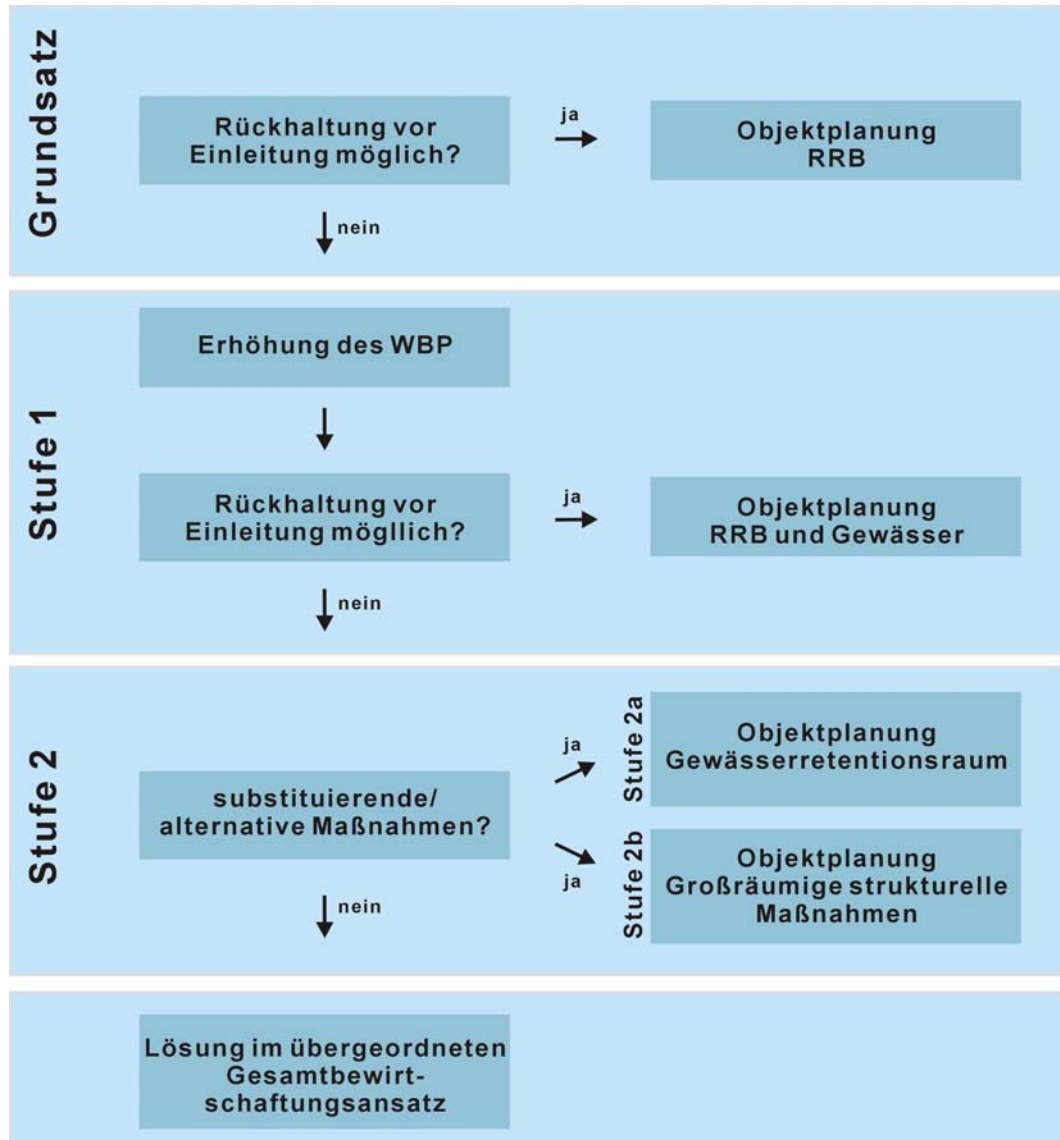 Grundsatz
Rückhaltung vor
Einleitung möglich?
ja
Objektplanung
RRB
nein
Stufe 1
Erhöhung des WBP
Rückhaltung vor
Einleitung mögllich?
ja
Objektplanung
RRB und Gewässer
nein
Stufe 2
substituierende/
alternative Maßnahmen?
ja
Stufe 2a
Objektplanung
Gewässerretentionsraum
ja
Stufe 2b
Objektplanung
Großräumige strukturelle
Maßnahmen
nein
Lösung im übergeordneten
Gesamtbewirt-
schaftungsansatz